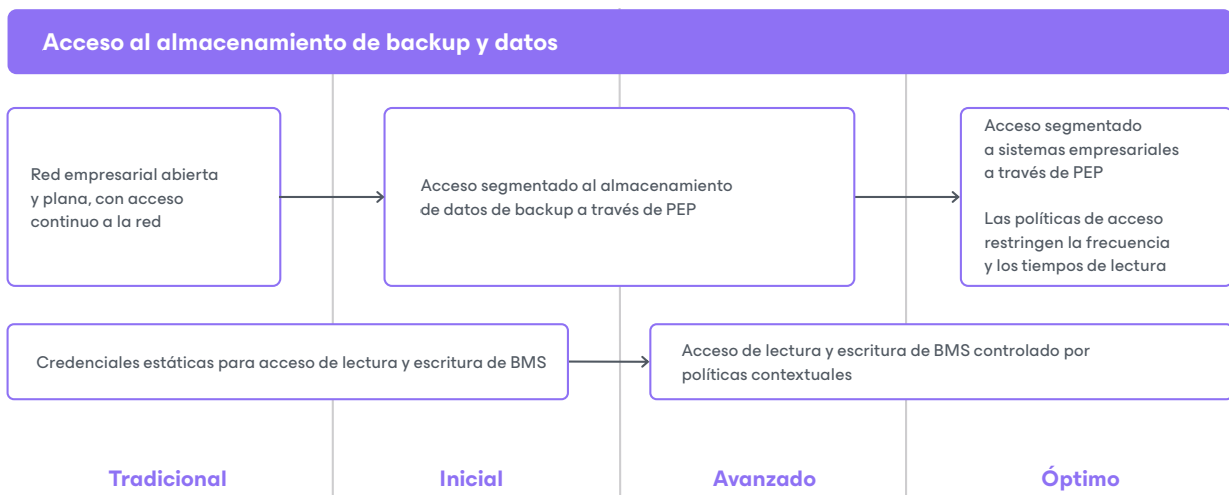 Acceso al almacenamiento de backup y datos
Red empresarial abierta
y plana, con acceso
continuo a la red
Acceso segmentado al almacenamiento
de datos de backup a través de PEP
Acceso segmentado
a sistemas empresariales
a través de PEP
Las políticas de acceso
restringen la frecuencia
y los tiempos de lectura
Credenciales estáticas para acceso de lectura y escritura de BMS
Acceso de lectura y escritura de BMS controlado por
políticas contextuales
Tradicional
Inicial
Avanzado
Óptimo